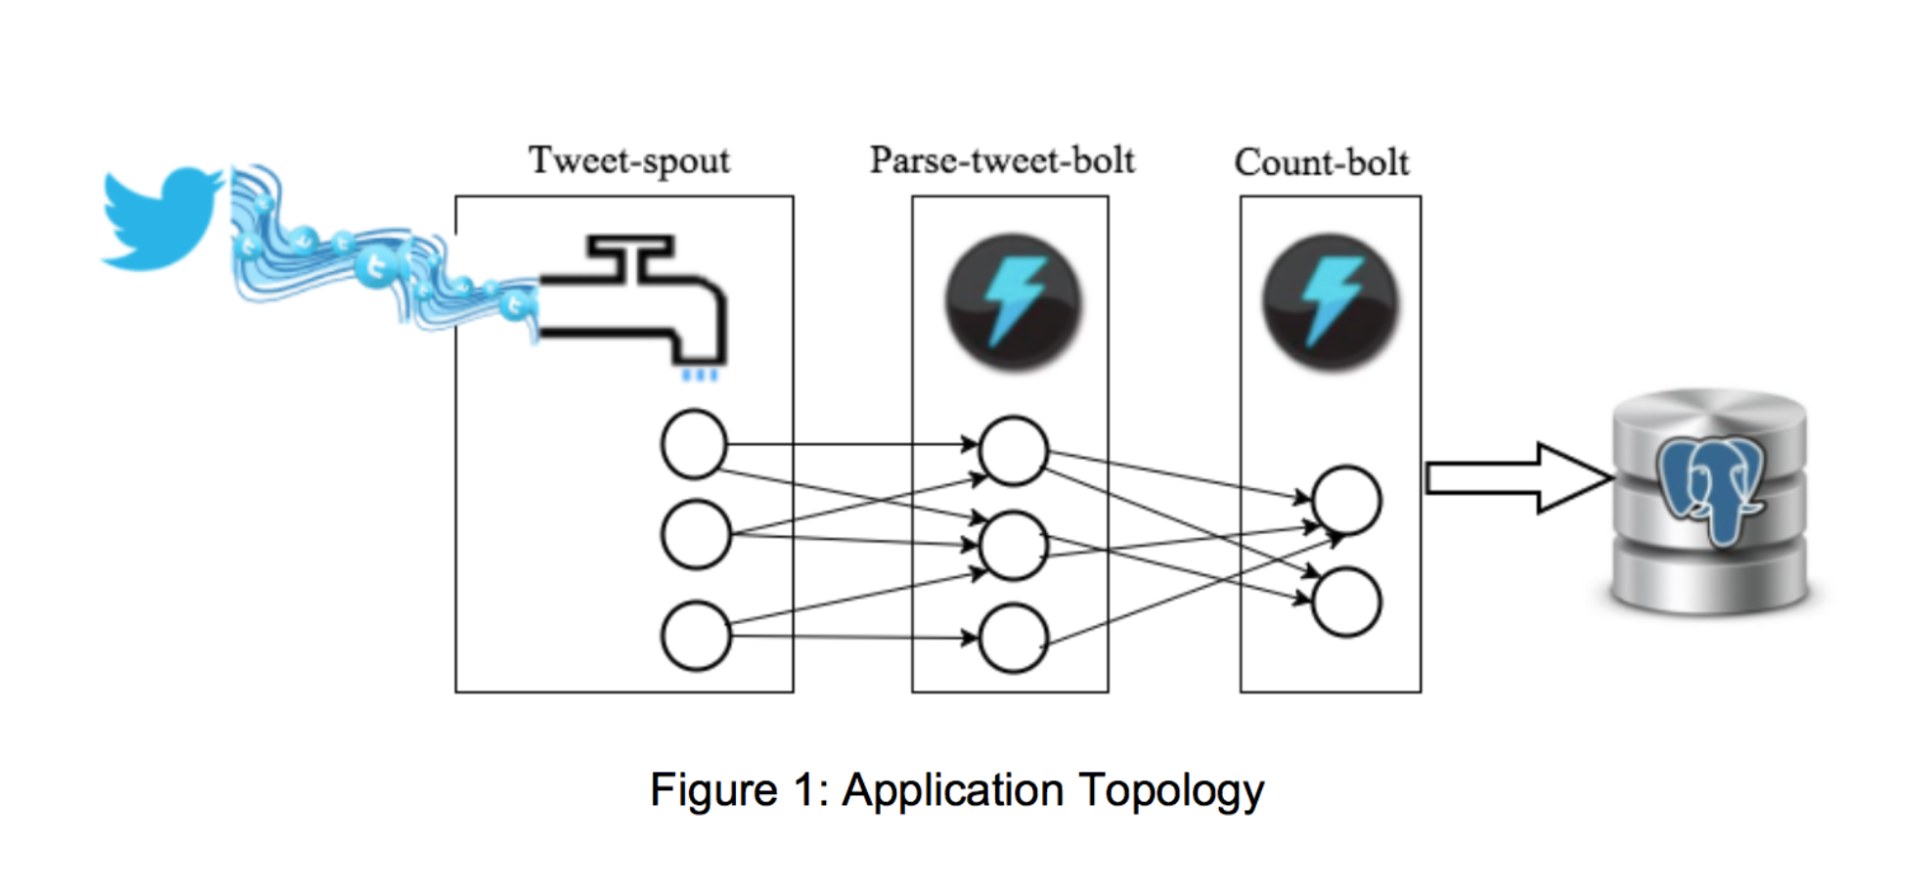 Tweet-spout
Parse-tweet-bolt
Count-bolt
Figure 1: Application Topology